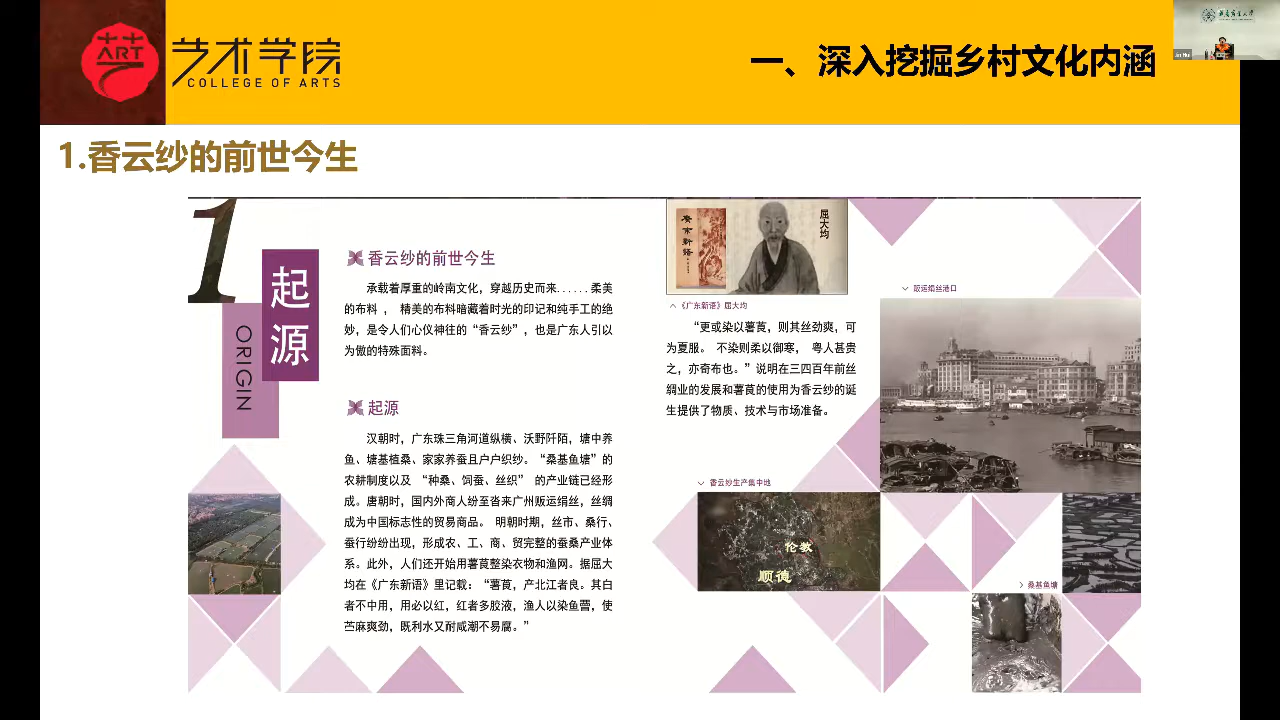 ART
艺术学院
COLLEGE OF ARTS
一、深入挖掘乡村文化内涵
Jin Hui
1.香云纱的前世今生
1
起源
ORIGIN
香云纱的前世今生
承载着厚重的岭南文化，穿越历史而来......柔美
的布料 ， 精美的布料暗藏着时光的印记和纯手工的绝
妙，是令人们心仪神往的“香云纱”，也是广东人引以
为傲的特殊面料。
起源
汉朝时，广东珠三角河道纵横、沃野阡陌，塘中养
鱼、塘基植桑、家家养蚕且户户织纱。“桑基鱼塘”的
农耕制度以及 “种桑、饲蚕、丝织” 的产业链已经形
成。唐朝时，国内外商人纷至沓来广州贩运绢丝，丝绸
成为中国标志性的贸易商品。 明朝时期，丝市、桑行、
蚕行纷纷出现，形成农、工、商、贸完整的蚕桑产业体
系。此外，人们还开始用薯莨整染衣物和渔网。据屈大
均在《广东新语》里记载：“薯莨，产北江者良。其白
者不中用，用必以红，红者多胶液，渔人以染鱼罾，使
苎麻爽劲，既利水又耐咸潮不易腐。”
廣東新語
屈大均
《广东新语》屈大均
“更或染以薯莨，则其丝劲爽，可
为夏服。 不染则柔以御寒， 粤人甚贵
之，亦奇布也。”说明在三四百年前丝
绸业的发展和薯莨的使用为香云纱的诞
生提供了物质、技术与市场准备。
贩运绢丝港口
香云纱生产集中地
伦教
顺德
桑基鱼塘